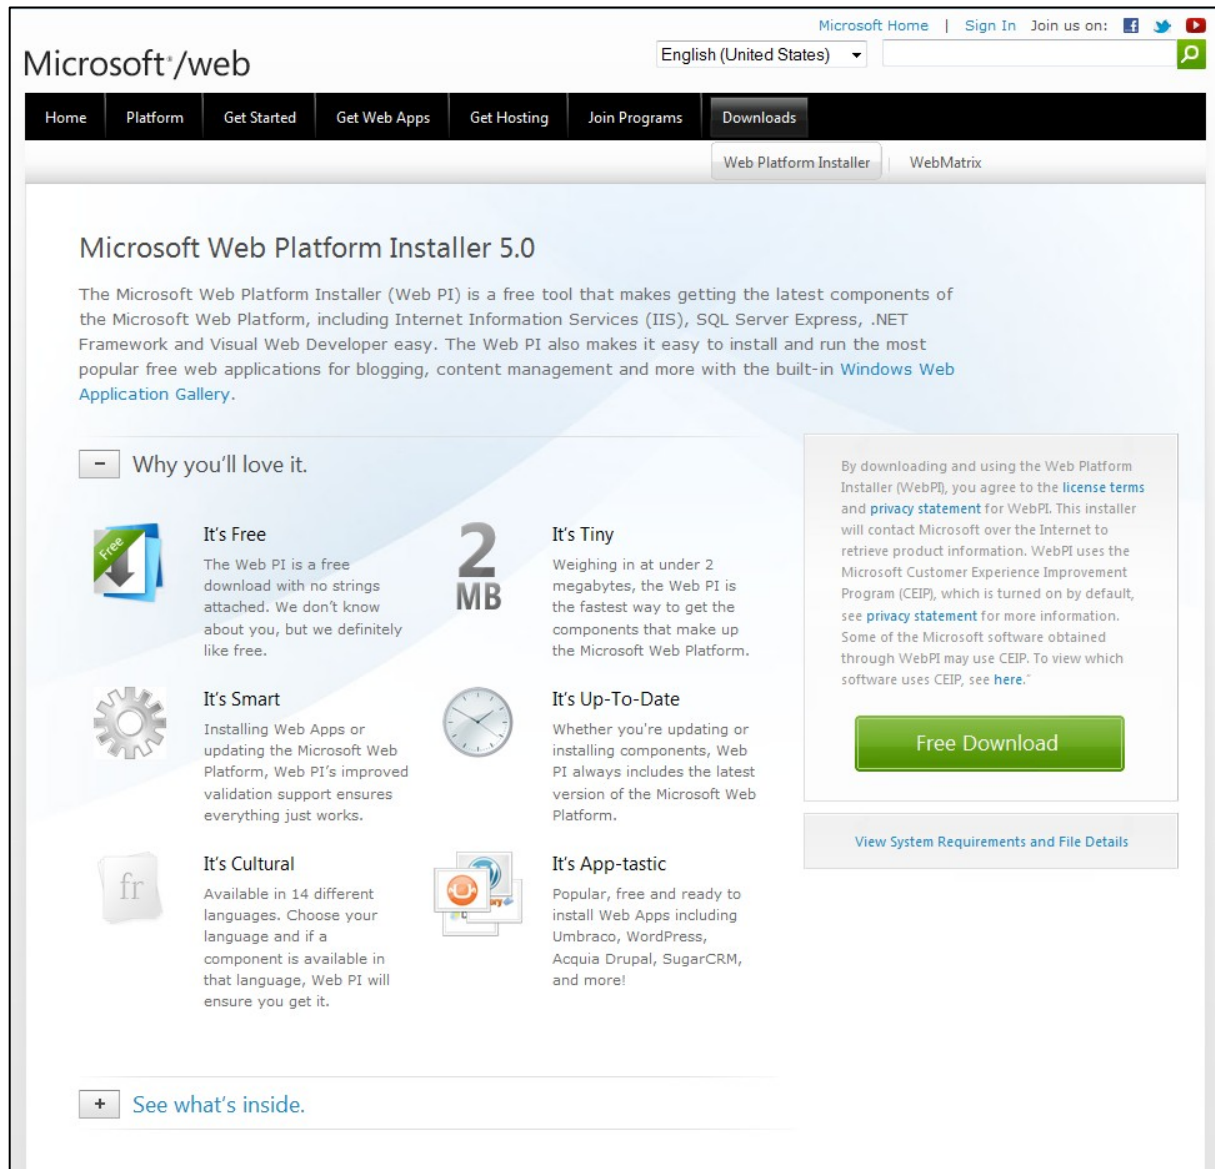 Microsoft Home | Sign In Join us on:
Microsoft®/web
English (United States)
Home Platform Get Started Get Web Apps Get Hosting Join Programs Downloads
Web Platform Installer | WebMatrix
Microsoft Web Platform Installer 5.0
The Microsoft Web Platform Installer (Web PI) is a free tool that makes getting the latest components of
the Microsoft Web Platform, including Internet Information Services (IIS), SQL Server Express, .NET
Framework and Visual Web Developer easy. The Web PI also makes it easy to install and run the most
popular free web applications for blogging, content management and more with the built-in Windows Web
Application Gallery.
- Why you'll love it.
Free
It's Free
The Web PI is a free
download with no strings
attached. We don't know
about you, but we definitely
like free.
2
MB
It's Tiny
Weighing in at under 2
megabytes, the Web PI is
the fastest way to get the
components that make up
the Microsoft Web Platform.
It's Smart
Installing Web Apps or
updating the Microsoft Web
Platform, Web PI's improved
validation support ensures
everything just works.
It's Up-To-Date
Whether you're updating or
installing components, Web
PI always includes the latest
version of the Microsoft Web
Platform.
fr
It's Cultural
Available in 14 different
languages. Choose your
language and if a
component is available in
that language, Web PI will
ensure you get it.
It's App-tastic
Popular, free and ready to
install Web Apps including
Umbraco, WordPress,
Acquia Drupal, SugarCRM,
and more!
By downloading and using the Web Platform
Installer (WebPI), you agree to the license terms
and privacy statement for WebPI. This installer
will contact Microsoft over the Internet to
retrieve product information. WebPI uses the
Microsoft Customer Experience Improvement
Program (CEIP), which is turned on by default,
see privacy statement for more information.
Some of the Microsoft software obtained
through WebPI may use CEIP. To view which
software uses CEIP, see here."
Free Download
View System Requirements and File Details
+ See what's inside.